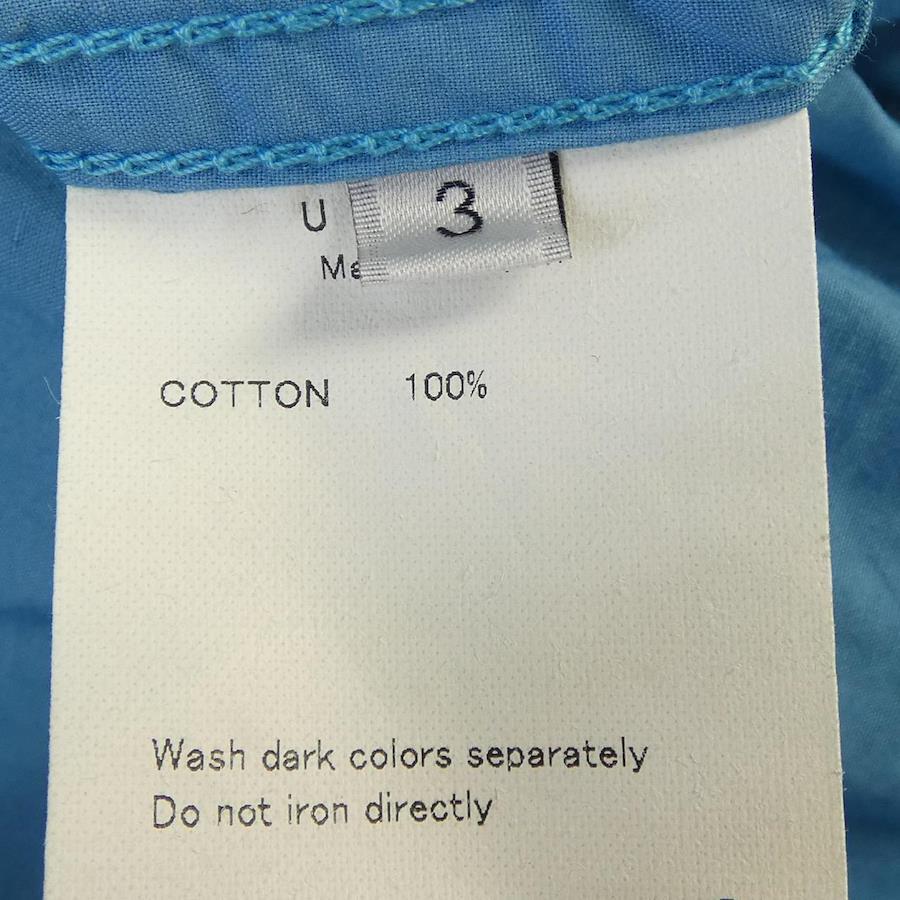 3
U
COTTON 100%
Wash dark colors separately
Do not iron directly